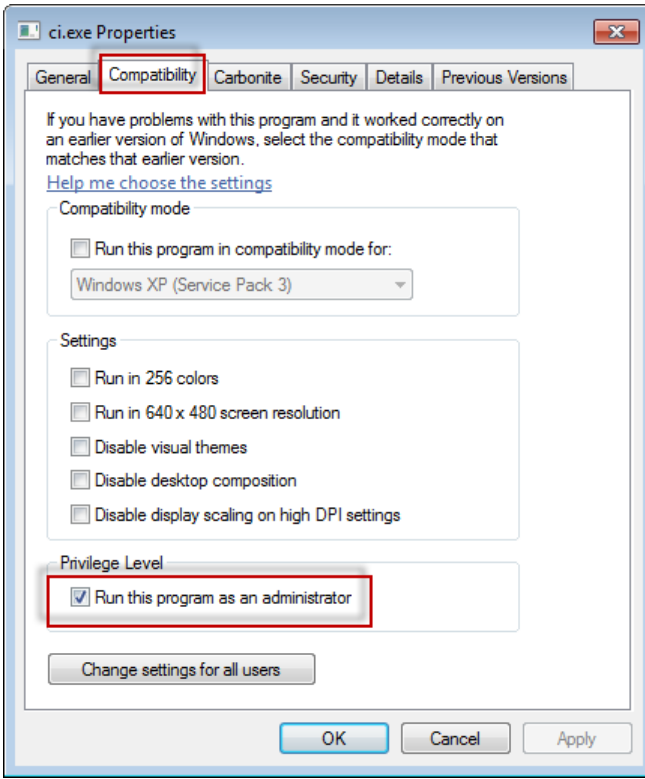 ci.exe Properties
General Compatibility Carbonite Security Details Previous Versions
If you have problems with this program and it worked correctly on
an earlier version of Windows, select the compatibility mode that
matches that earlier version.
Help me choose the settings
Compatibility mode
Run this program in compatibility mode for:
Windows XP (Service Pack 3)
Settings
Run in 256 colors
Run in 640 x 480 screen resolution
Disable visual themes
Disable desktop composition
Disable display scaling on high DPI settings
Privilege Level
Run this program as an administrator
Change settings for all users
OK Cancel Apply